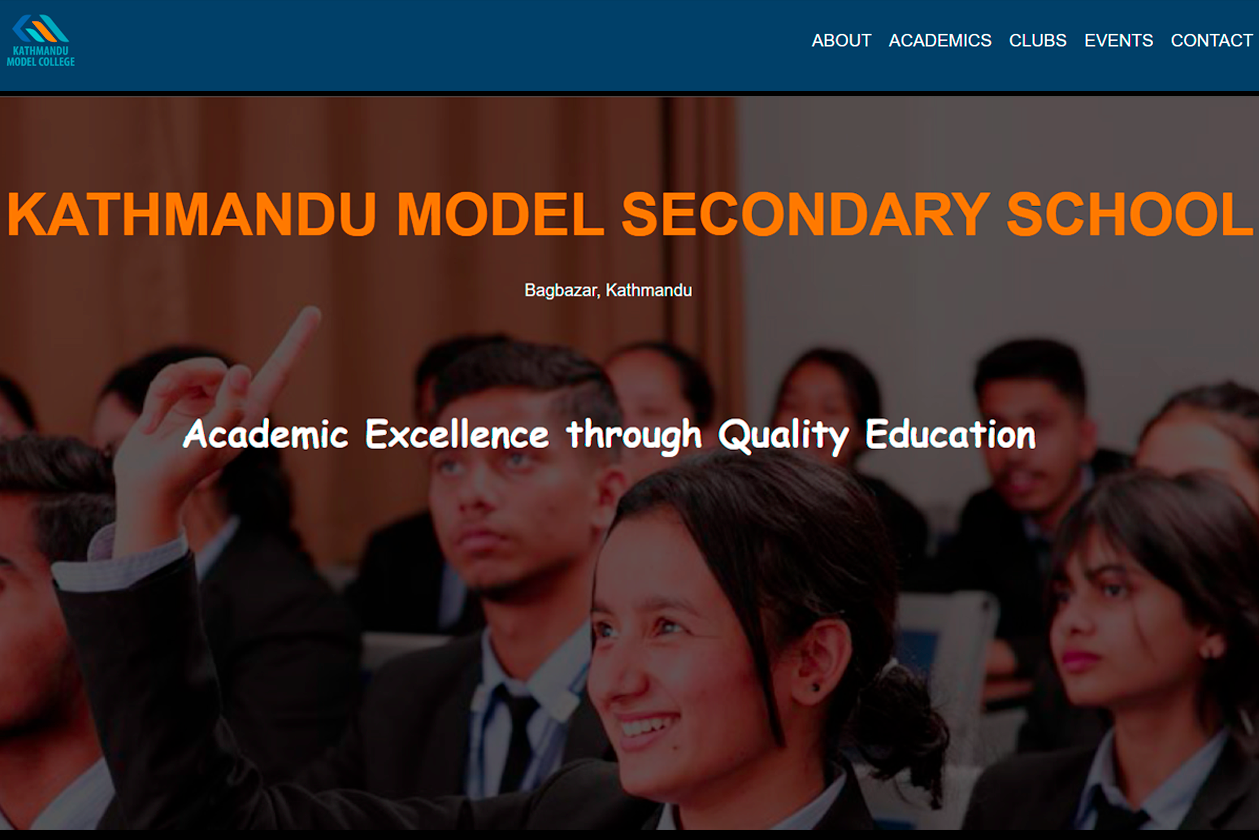 KATHMANDU
MODEL COLLEGE
ABOUT ACADEMICS CLUBS EVENTS CONTACT
KATHMANDU MODEL SECONDARY SCHOOL
Bagbazar, Kathmandu
Academic Excellence through Quality Education